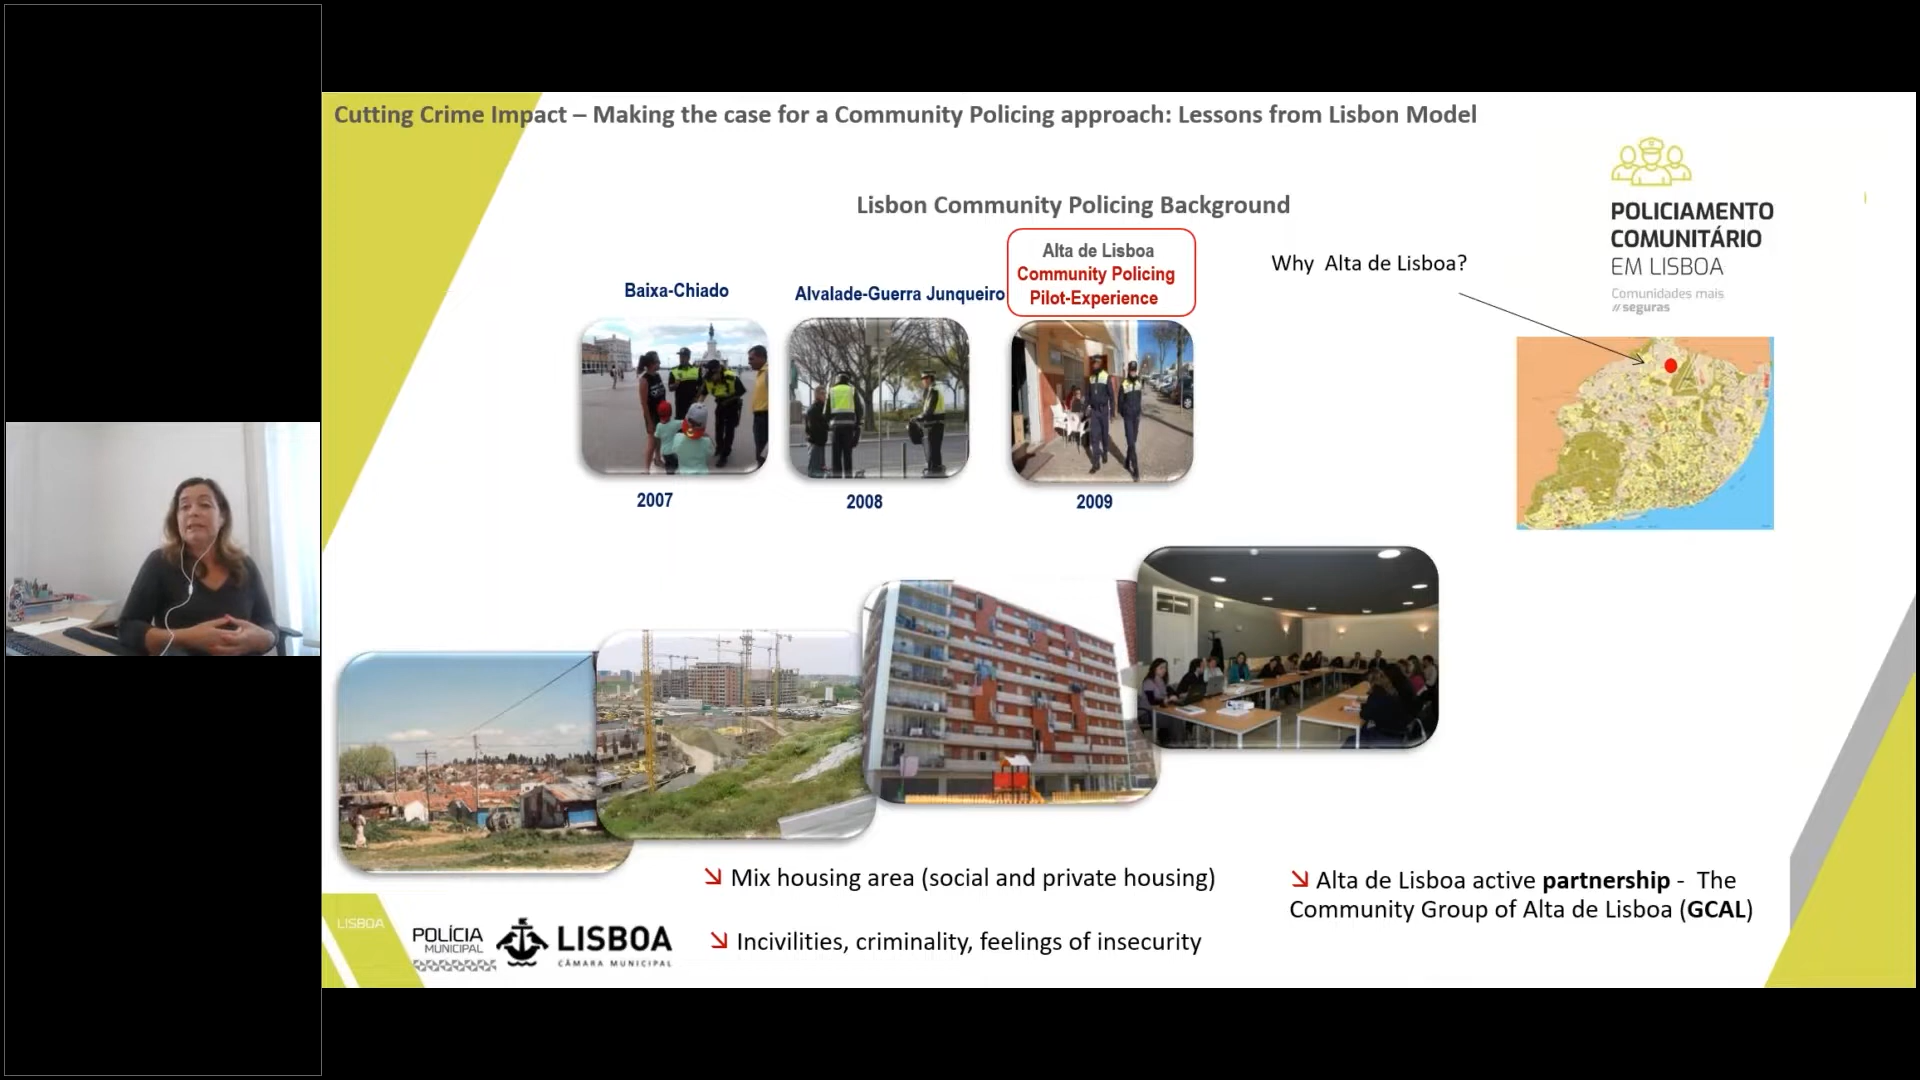 Cutting Crime Impact – Making the case for a Community Policing approach: Lessons from Lisbon Model
Lisbon Community Policing Background
POLICIAMENTO
COMUNITÁRIO
EM LISBOA
Comunidades mais
//seguras
Baixa-Chiado
Alvalade-Guerra Junqueiro
Alta de Lisboa
Community Policing
Pilot-Experience
Why Alta de Lisboa?
2007
2008
2009
Mix housing area (social and private housing)
Incivilities, criminality, feelings of insecurity
Alta de Lisboa active partnership - The
Community Group of Alta de Lisboa (GCAL)
LISBOA
POLÍCIA
MUNICIPAL
LISBOA
CÂMARA MUNICIPAL